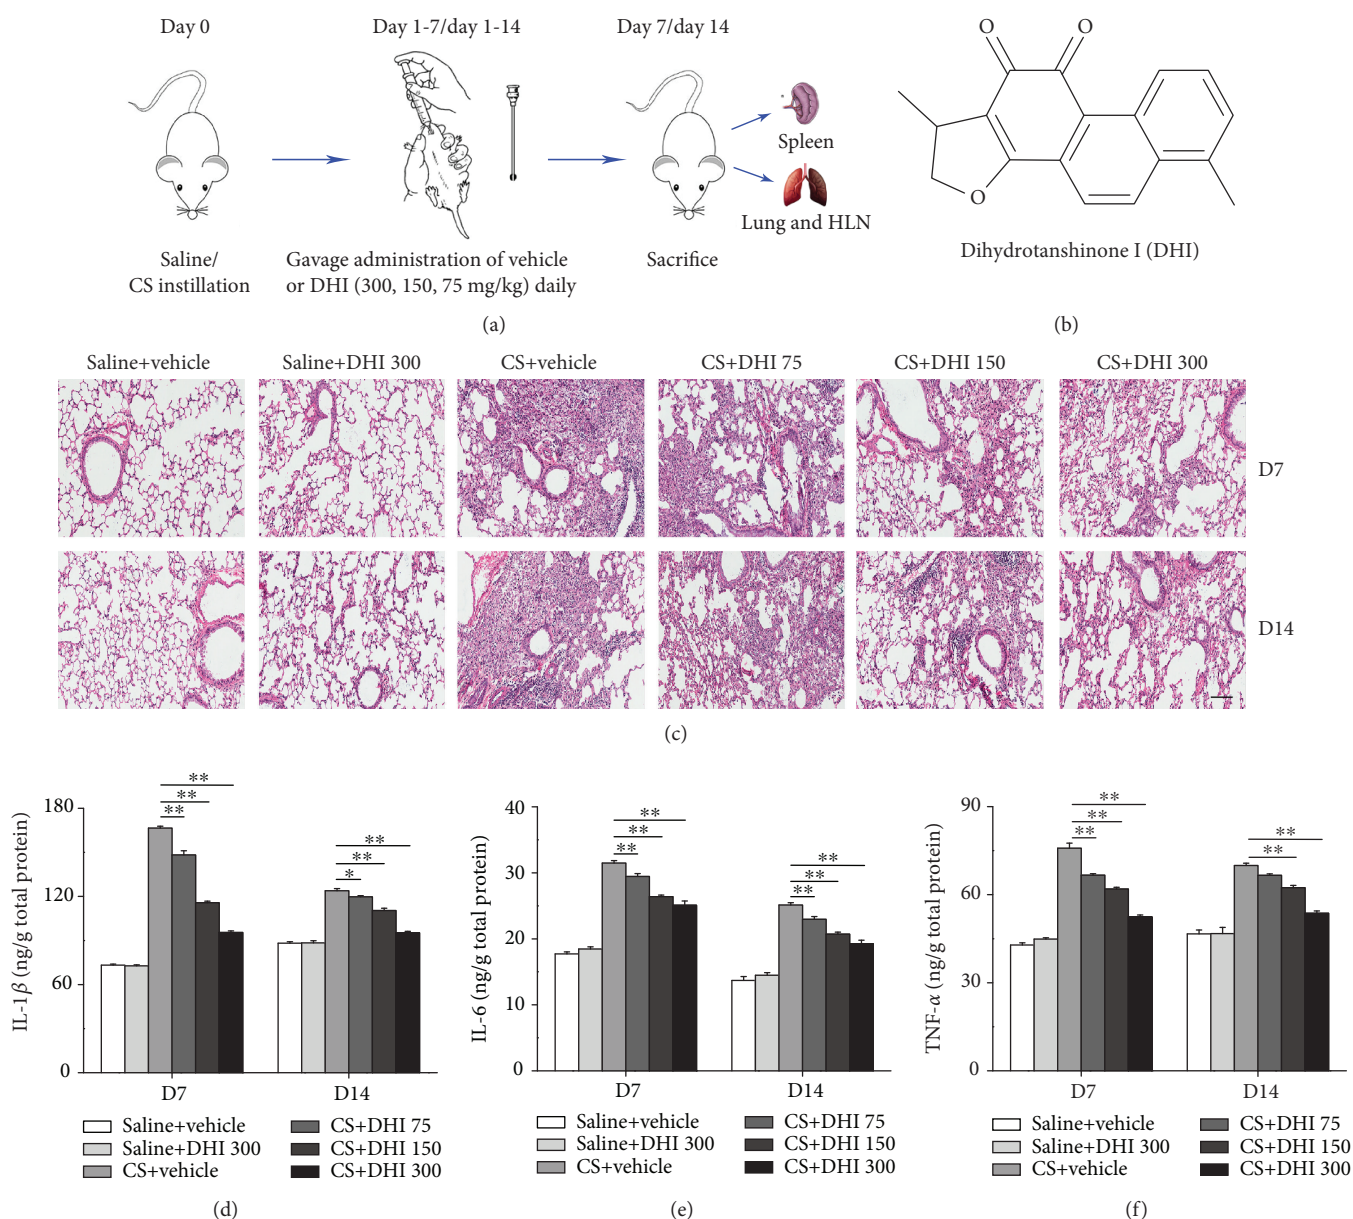 Day 0
Day 1-7/day 1-14
Day 7/day 14
Spleen
Lung and HLN
Saline/
CS instillation
Gavage administration of vehicle
or DHI (300, 150, 75 mg/kg) daily
Sacrifice
(a)
O
O
O
Dihydrotanshinone I (DHI)
(b)
Saline+vehicle
Saline+DHI 300
CS+vehicle
CS+DHI 75
CS+DHI 150
CS+DHI 300
D7
D14
(c)
IL-1β (ng/g total protein)
180
120
60
0
**
**
**
**
**
*
D7
D14
Saline+vehicle
Saline+DHI 300
CS+vehicle
CS+DHI 75
CS+DHI 150
CS+DHI 300
(d)
IL-6 (ng/g total protein)
40
30
20
10
0
**
**
**
**
**
**
D7
D14
Saline+vehicle
Saline+DHI 300
CS+vehicle
CS+DHI 75
CS+DHI 150
CS+DHI 300
(e)
TNF-α (ng/g total protein)
90
60
30
0
**
**
**
**
**
D7
D14
Saline+vehicle
Saline+DHI 300
CS+vehicle
CS+DHI 75
CS+DHI 150
CS+DHI 300
(f)